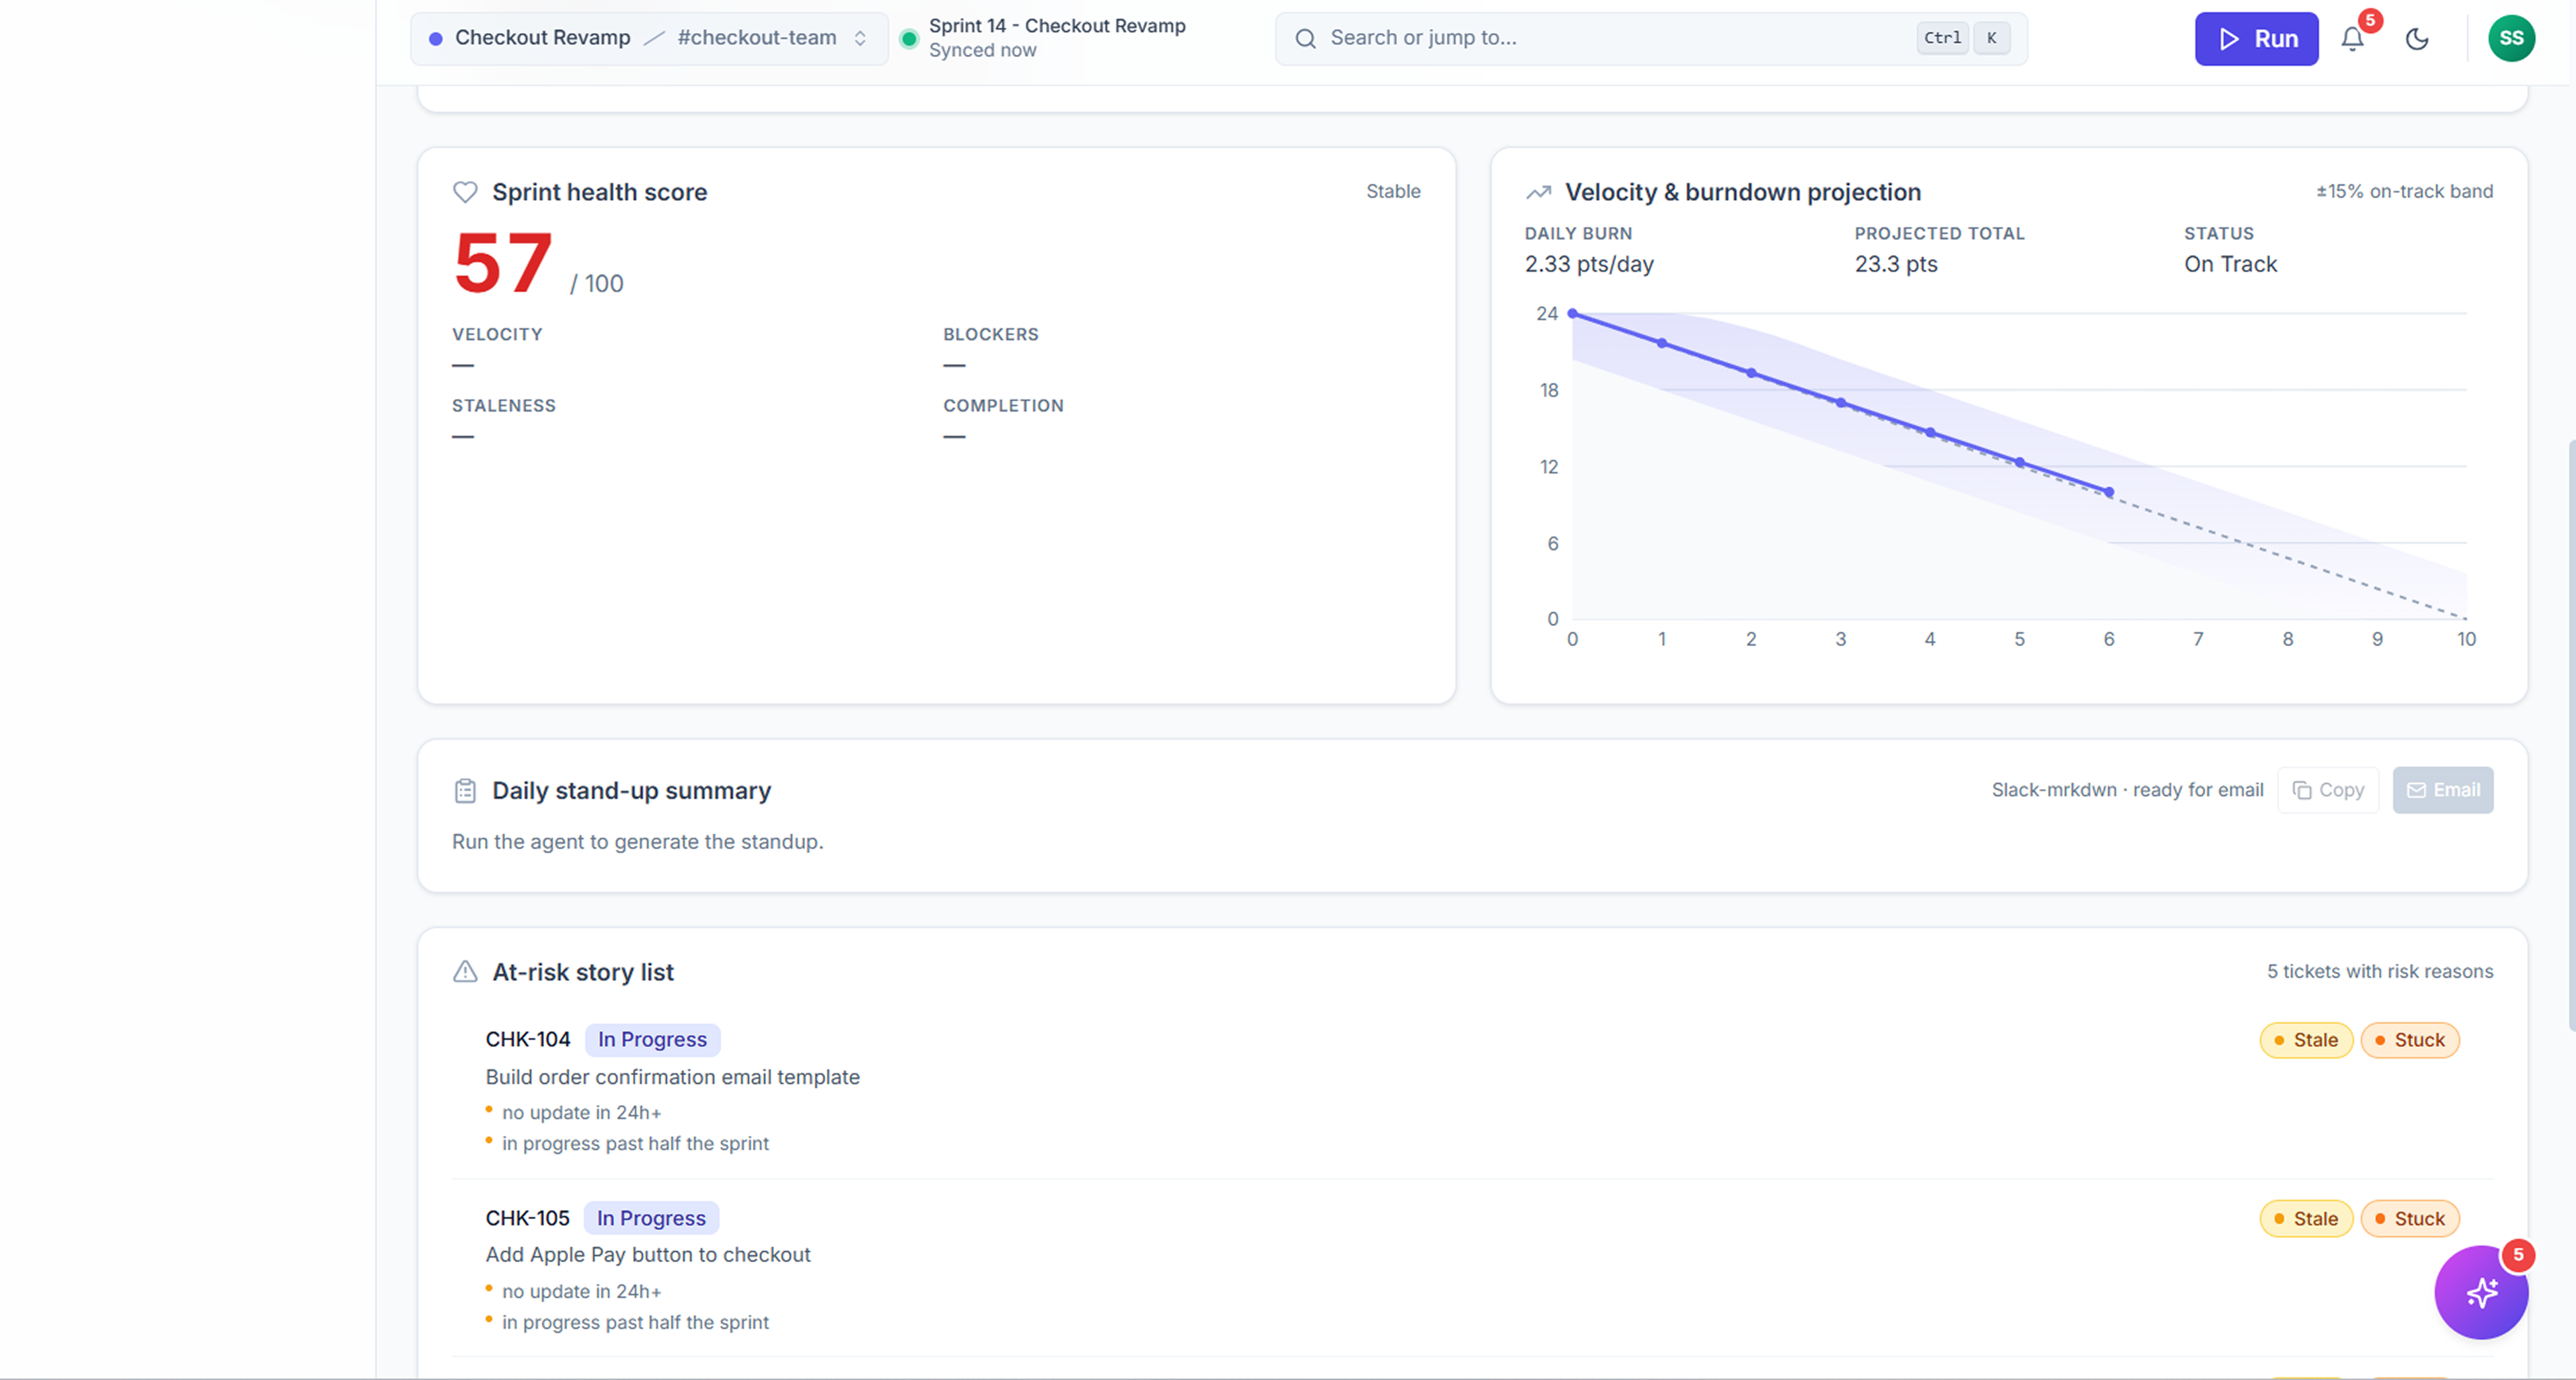 Checkout Revamp / #checkout-team
Sprint 14 - Checkout Revamp
Synced now
Search or jump to...
Ctrl K
Run
5
SS
Sprint health score
Stable
57 / 100
VELOCITY
—
BLOCKERS
—
STALENESS
—
COMPLETION
—
Velocity & burndown projection
±15% on-track band
DAILY BURN
2.33 pts/day
PROJECTED TOTAL
23.3 pts
STATUS
On Track
24
18
12
6
0
0 1 2 3 4 5 6 7 8 9 10
Daily stand-up summary
Slack-mrkdwn · ready for email
Copy
Email
Run the agent to generate the standup.
At-risk story list
5 tickets with risk reasons
CHK-104 In Progress
Stale Stuck
Build order confirmation email template
no update in 24h+
in progress past half the sprint
CHK-105 In Progress
Stale Stuck
Add Apple Pay button to checkout
no update in 24h+
in progress past half the sprint
5